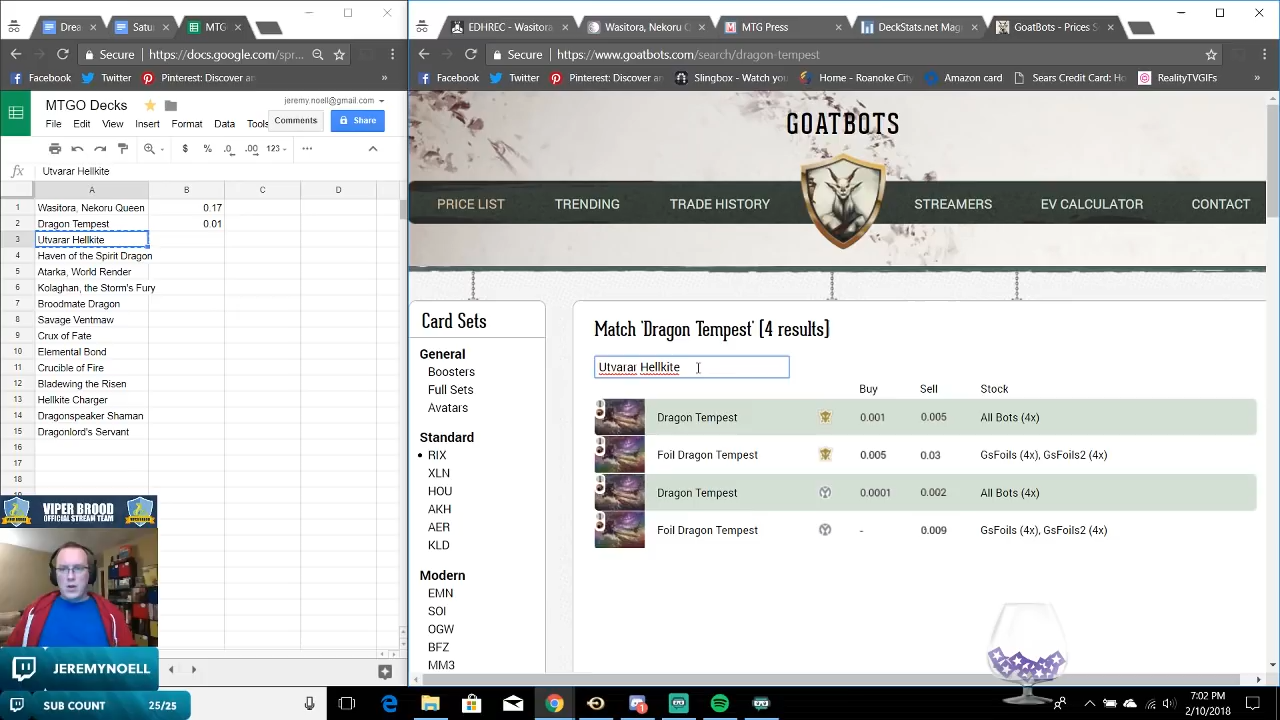 Drea
Satu
MTG
EDHREC - Wasitora
Wasitora, Nekoru C
MTG Press
DeckStats.net Mag
GoatBots - Prices S
Secure
https://docs.google.com/spr...
Secure
https://www.goatbots.com/search/dragon-tempest
Facebook
Twitter
Pinterest: Discover an
»
Facebook
Twitter
Pinterest: Discover an
Slingbox - Watch you
Home - Roanoke City
Amazon card
Sears Credit Card: Ho
RealityTVGIFs
»
MTGO Decks
jeremy.noell@gmail.com
File
Edit
View
Insert
Format
Data
Tools
Comments
Share
$
%
.0
.00
123
fx
Utvarar Hellkite
A
B
C
D
1
Wasitora, Nekoru Queen
0.17
2
Dragon Tempest
0.01
3
Utvarar Hellkite
4
Haven of the Spirit Dragon
5
Atarka, World Render
6
Kolaghan, the Storm's Fury
7
Broodmate Dragon
8
Savage Ventmaw
9
Crux of Fate
10
Elemental Bond
11
Crucible of Fire
12
Bladewing the Risen
13
Hellkite Charger
14
Dragonspeaker Shaman
15
Dragonlord's Servant
16
17
18
GOATBOTS
PRICE LIST
TRENDING
TRADE HISTORY
STREAMERS
EV CALCULATOR
CONTACT
Card Sets
General
Boosters
Full Sets
Avatars
Standard
RIX
XLN
HOU
AKH
AER
KLD
Modern
EMN
SOI
OGW
BFZ
MM3
Match 'Dragon Tempest' (4 results)
Utvarar Hellkite
Buy
Sell
Stock
Dragon Tempest
0.001
0.005
All Bots (4x)
Foil Dragon Tempest
0.005
0.03
GsFoils (4x), GsFoils2 (4x)
Dragon Tempest
0.0001
0.002
All Bots (4x)
Foil Dragon Tempest
-
0.009
GsFoils (4x), GsFoils2 (4x)
VIPER BROOD
OFFICIAL STREAM TEAM
JEREMYNOELL
SUB COUNT
25/25
7:02 PM
2/10/2018